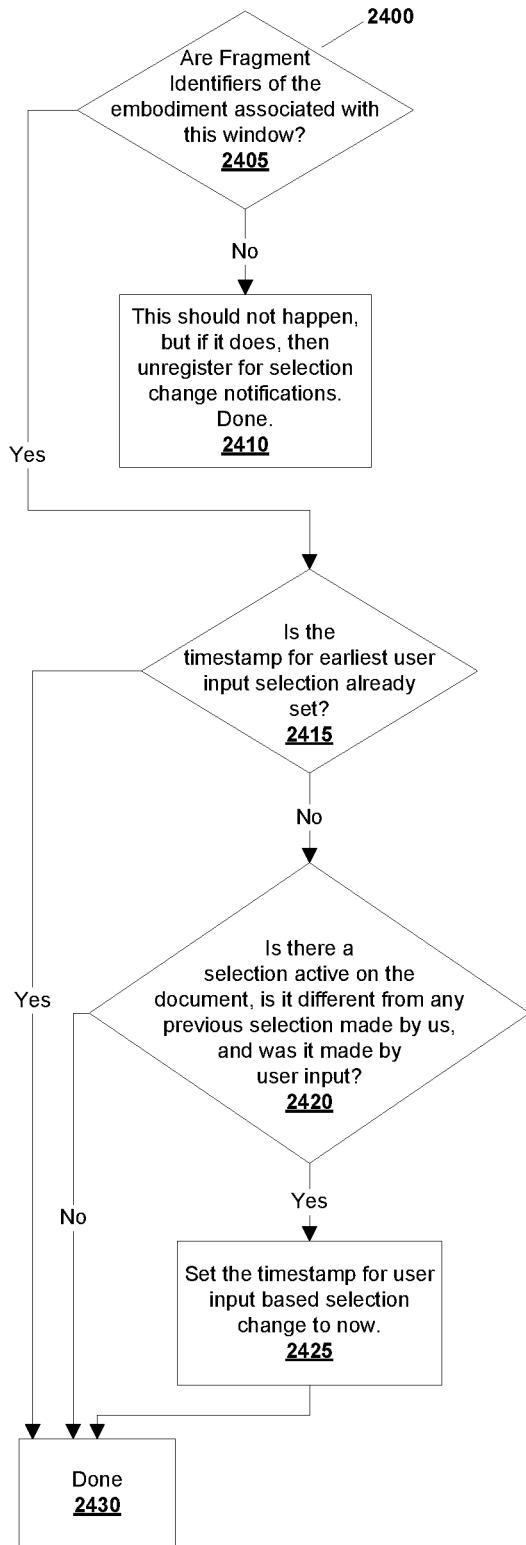 2400
Are Fragment
Identifiers of the
embodiment associated with
this window?
2405
No
This should not happen,
but if it does, then
unregister for selection
change notifications.
Done.
2410
Yes
Is the
timestamp for earliest user
input selection already
set?
2415
No
Is there a
selection active on the
document, is it different from any
previous selection made by us,
and was it made by
user input?
2420
Yes
Yes
No
Set the timestamp for user
input based selection
change to now.
2425
Done
2430